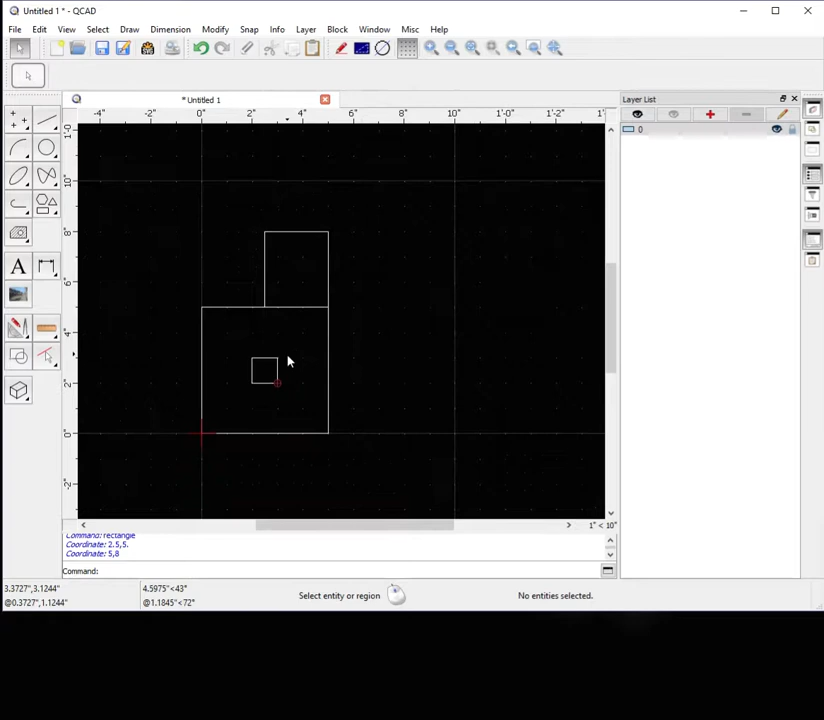 Untitled 1 * - QCAD
File Edit View Select Draw Dimension Modify Snap Info Layer Block Window Misc Help
* Untitled 1
-4" -2" 0" 2" 4" 6" 8" 10" 1'-0" 1'-2"
10"
8"
6"
4"
2"
0"
-2"
1" < 10"
Layer List
0
A
Command: rectangle
Coordinate: 2.5,5.
Coordinate: 5,8
Command:
3.3727",3.1244"
@0.3727",1.1244"
4.5975"<43°
@1.1845"<72°
Select entity or region
No entities selected.